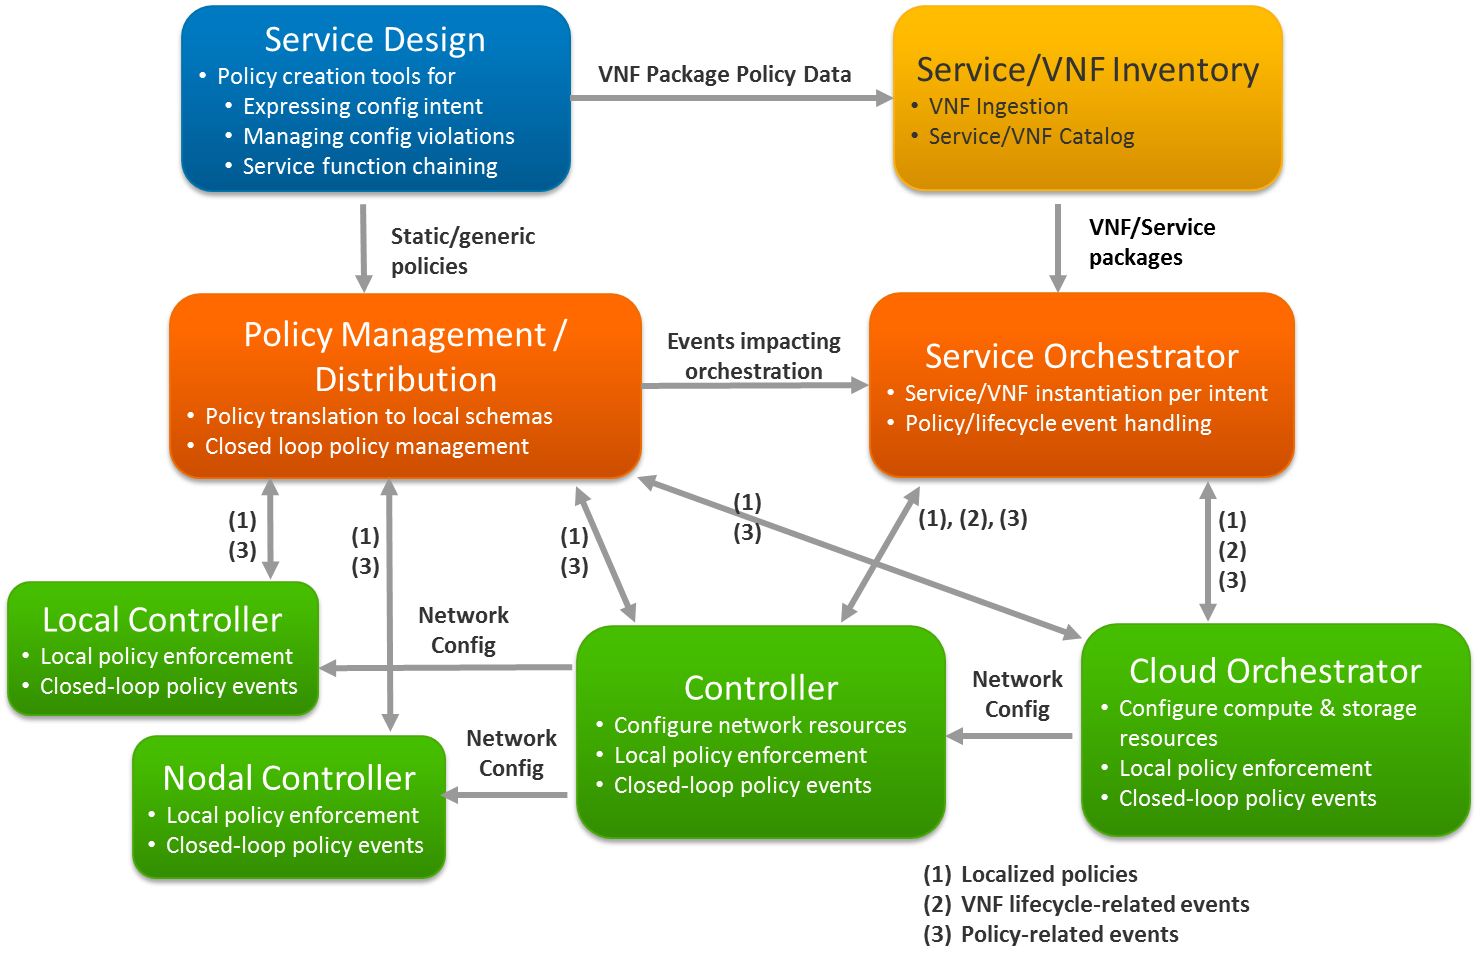 Service Design
• Policy creation tools for
• Expressing config intent
• Managing config violations
• Service function chaining
VNF Package Policy Data
Service/VNF Inventory
• VNF Ingestion
• Service/VNF Catalog
Static/generic
policies
VNF/Service
packages
Policy Management /
Distribution
• Policy translation to local schemas
• Closed loop policy management
Events impacting
orchestration
Service Orchestrator
• Service/VNF instantiation per intent
• Policy/lifecycle event handling
(1)
(3)
(1)
(3)
(1)
(3)
(1)
(3)
(1), (2), (3)
(1)
(2)
(3)
Local Controller
• Local policy enforcement
• Closed-loop policy events
Network
Config
Nodal Controller
• Local policy enforcement
• Closed-loop policy events
Network
Config
Controller
• Configure network resources
• Local policy enforcement
• Closed-loop policy events
Network
Config
Cloud Orchestrator
• Configure compute & storage
resources
• Local policy enforcement
• Closed-loop policy events
(1) Localized policies
(2) VNF lifecycle-related events
(3) Policy-related events